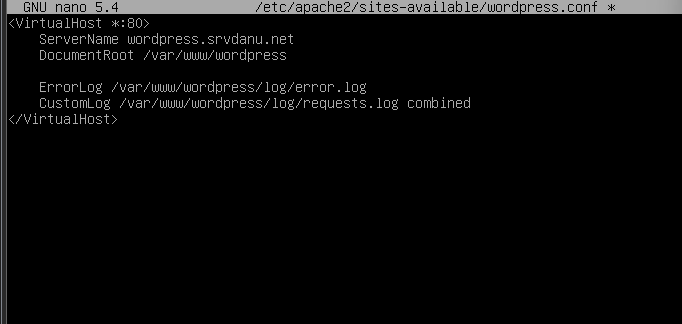 GNU nano 5.4 /etc/apache2/sites-available/wordpress.conf *
<VirtualHost *:80>
    ServerName wordpress.srvdanu.net
    DocumentRoot /var/www/wordpress

    ErrorLog /var/www/wordpress/log/error.log
    CustomLog /var/www/wordpress/log/requests.log combined
</VirtualHost>